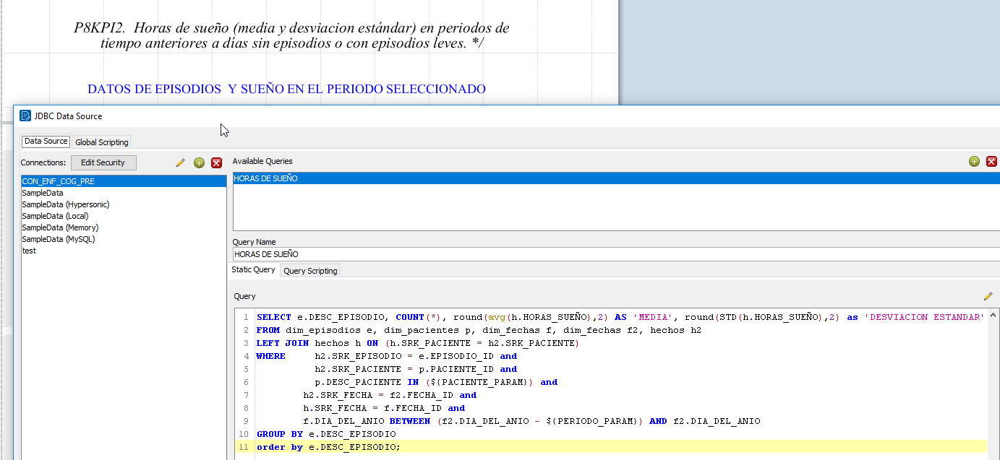 P8KPI2. Horas de sueño (media y desviacion estándar) en periodos de
tiempo anteriores a días sin episodios o con episodios leves. */
DATOS DE EPISODIOS Y SUEÑO EN EL PERIODO SELECCIONADO
JDBC Data Source
Data Source Global Scripting
Connections: Edit Security
CON_ENF_COG_PRE
SampleData
SampleData (Hypersonic)
SampleData (Local)
SampleData (Memory)
SampleData (MySQL)
test
Available Queries
HORAS DE SUEÑO
Query Name
HORAS DE SUEÑO
Static Query Query Scripting
Query
1 SELECT e.DESC_EPISODIO, COUNT(*), round(avg(h.HORAS_SUEÑO),2) AS 'MEDIA', round(STD(h.HORAS_SUEÑO),2) as 'DESVIACION ESTANDAR'
2 FROM dim_episodios e, dim_pacientes p, dim_fechas f, dim_fechas f2, hechos h2
3 LEFT JOIN hechos h ON (h.SRK_PACIENTE = h2.SRK_PACIENTE)
4 WHERE h2.SRK_EPISODIO = e.EPISODIO_ID and
5 h2.SRK_PACIENTE = p.PACIENTE_ID and
6 p.DESC_PACIENTE IN (${PACIENTE_PARAM}) and
7 h2.SRK_FECHA = f2.FECHA_ID and
8 h.SRK_FECHA = f.FECHA_ID and
9 f.DIA_DEL_ANIO BETWEEN (f2.DIA_DEL_ANIO - ${PERIODO_PARAM}) AND f2.DIA_DEL_ANIO
10 GROUP BY e.DESC_EPISODIO
11 order by e.DESC_EPISODIO;